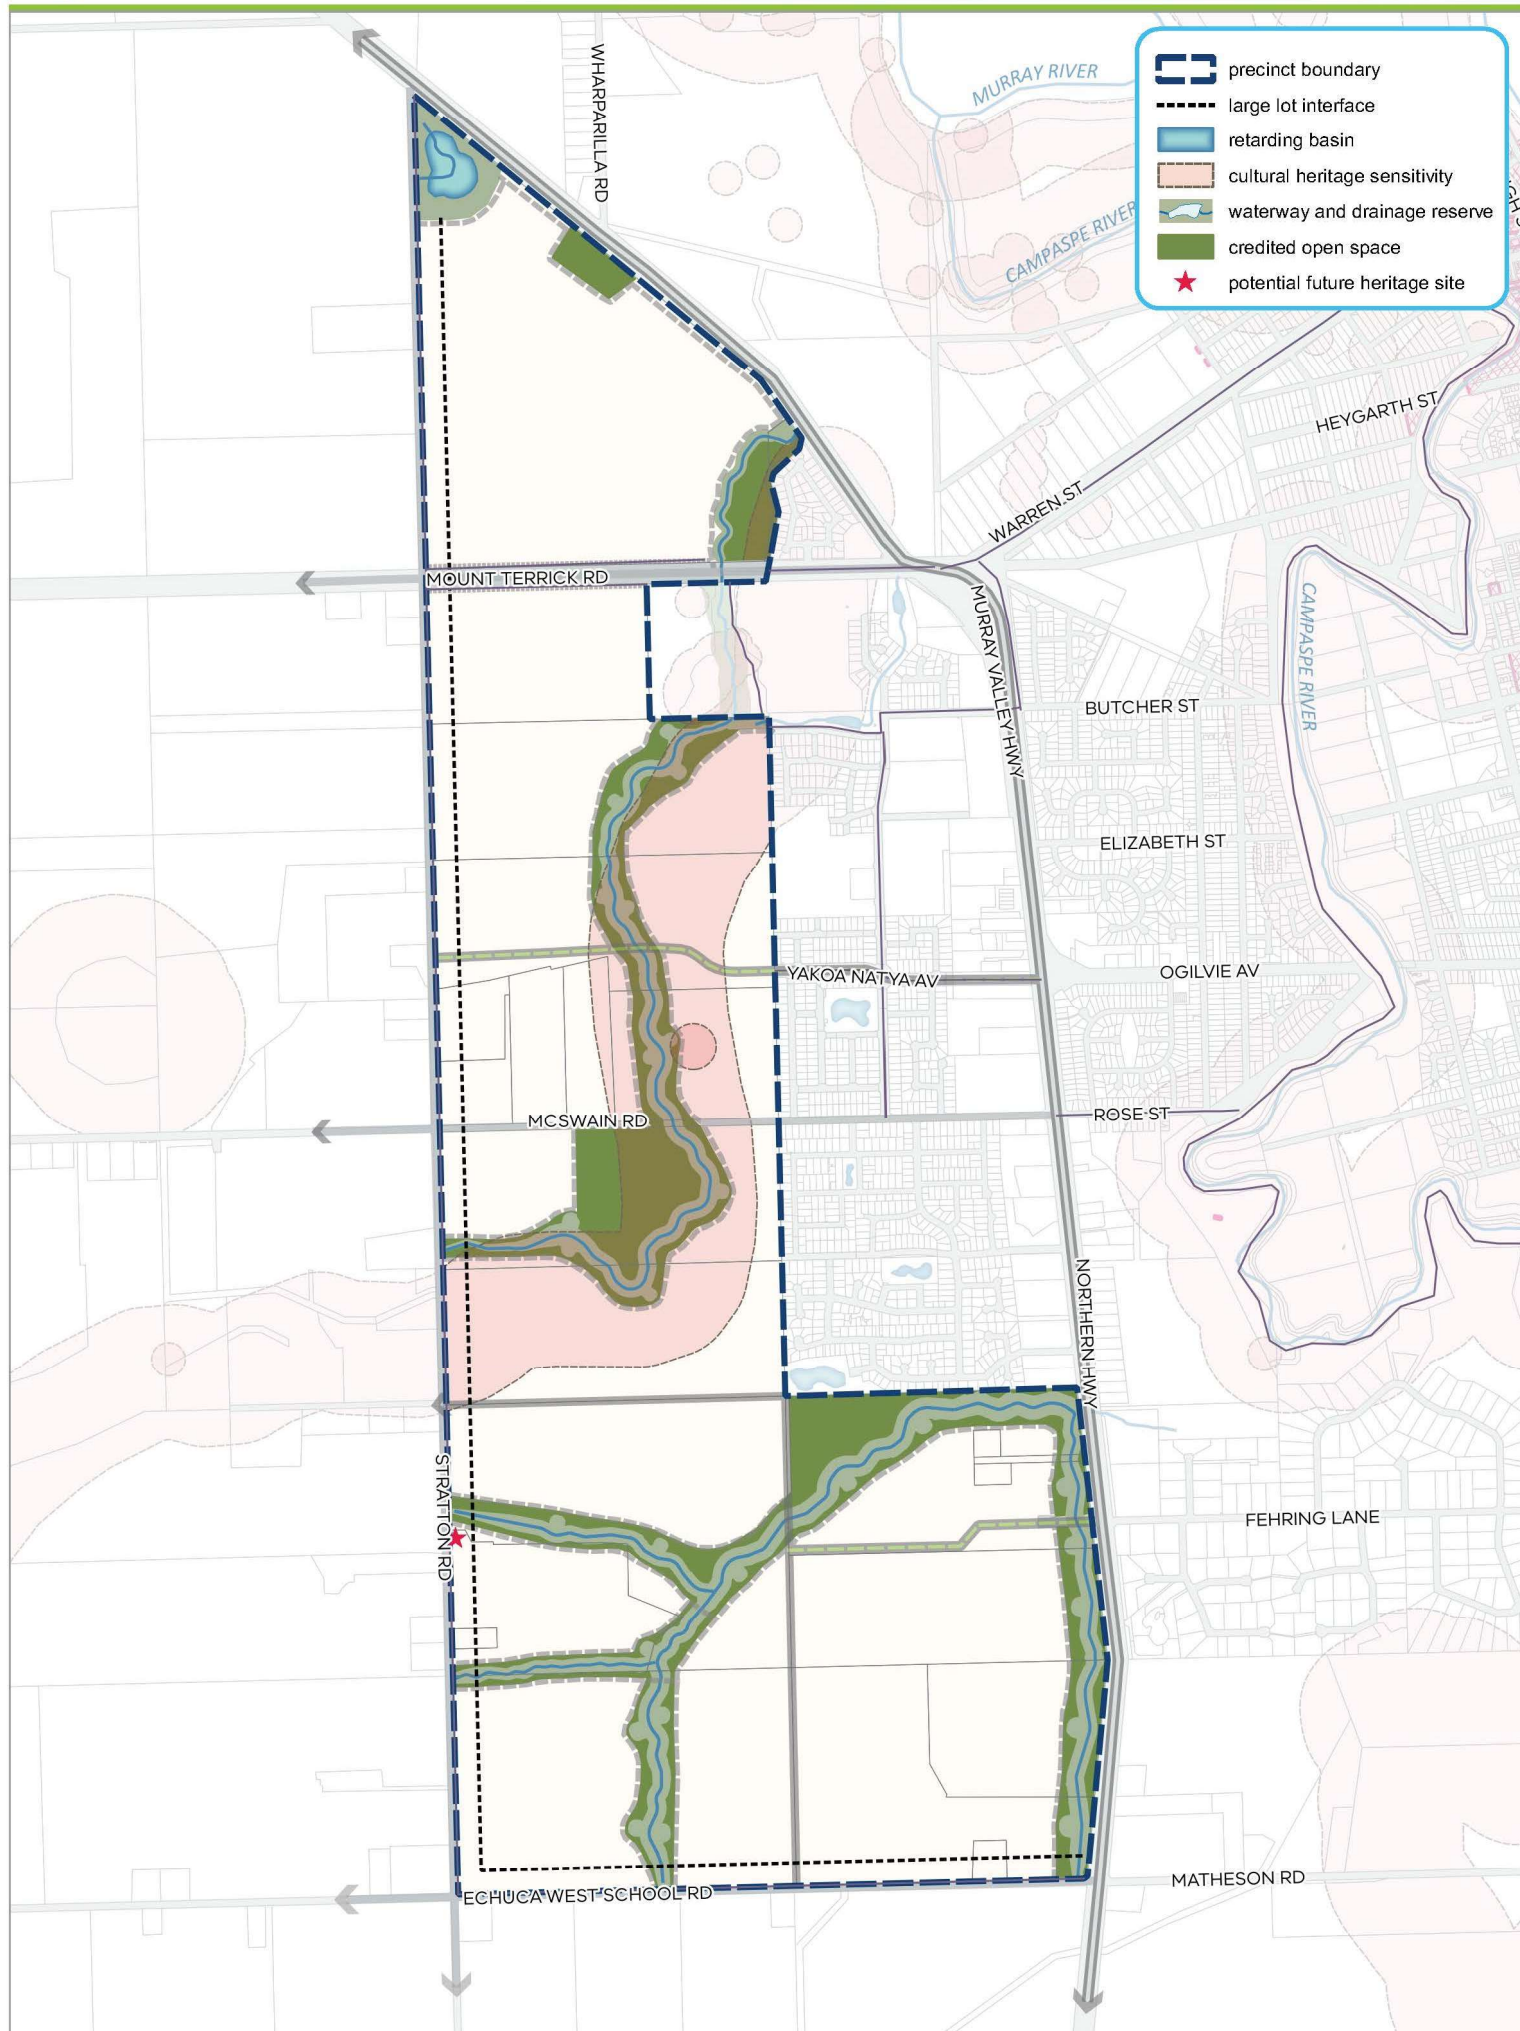 precinct boundary
large lot interface
retarding basin
cultural heritage sensitivity
waterway and drainage reserve
credited open space
potential future heritage site
WHARPARILLA RD
MURRAY RIVER
CAMPASPE RIVER
HEYGARTH ST
WARREN ST
MOUNT TERRICK RD
MURRAY VALLEY HWY
CAMPASPE RIVER
BUTCHER ST
ELIZABETH ST
YAKOA NATYA AV
OGILVIE AV
MCSWAIN RD
ROSE ST
NORTHERN HWY
STRATTON RD
FEHRING LANE
MATHESON RD
ECHUCA WEST SCHOOL RD